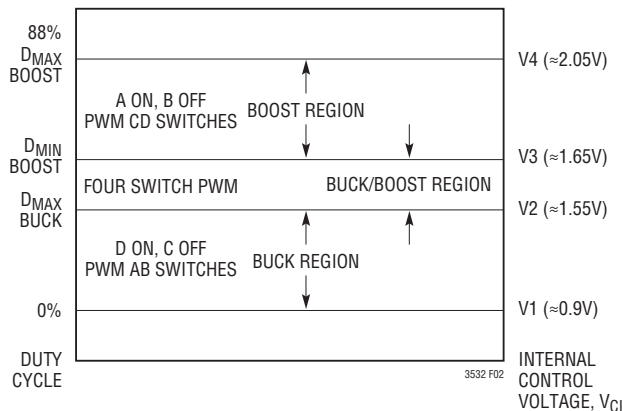 88%
DMAX
BOOST
V4 (≈2.05V)
A ON, B OFF
PWM CD SWITCHES
BOOST REGION
DMIN
BOOST
V3 (≈1.65V)
FOUR SWITCH PWM
BUCK/BOOST REGION
DMAX
BUCK
V2 (≈1.55V)
D ON, C OFF
PWM AB SWITCHES
BUCK REGION
0%
V1 (≈0.9V)
DUTY
CYCLE
3532 F02
INTERNAL
CONTROL
VOLTAGE, VCI